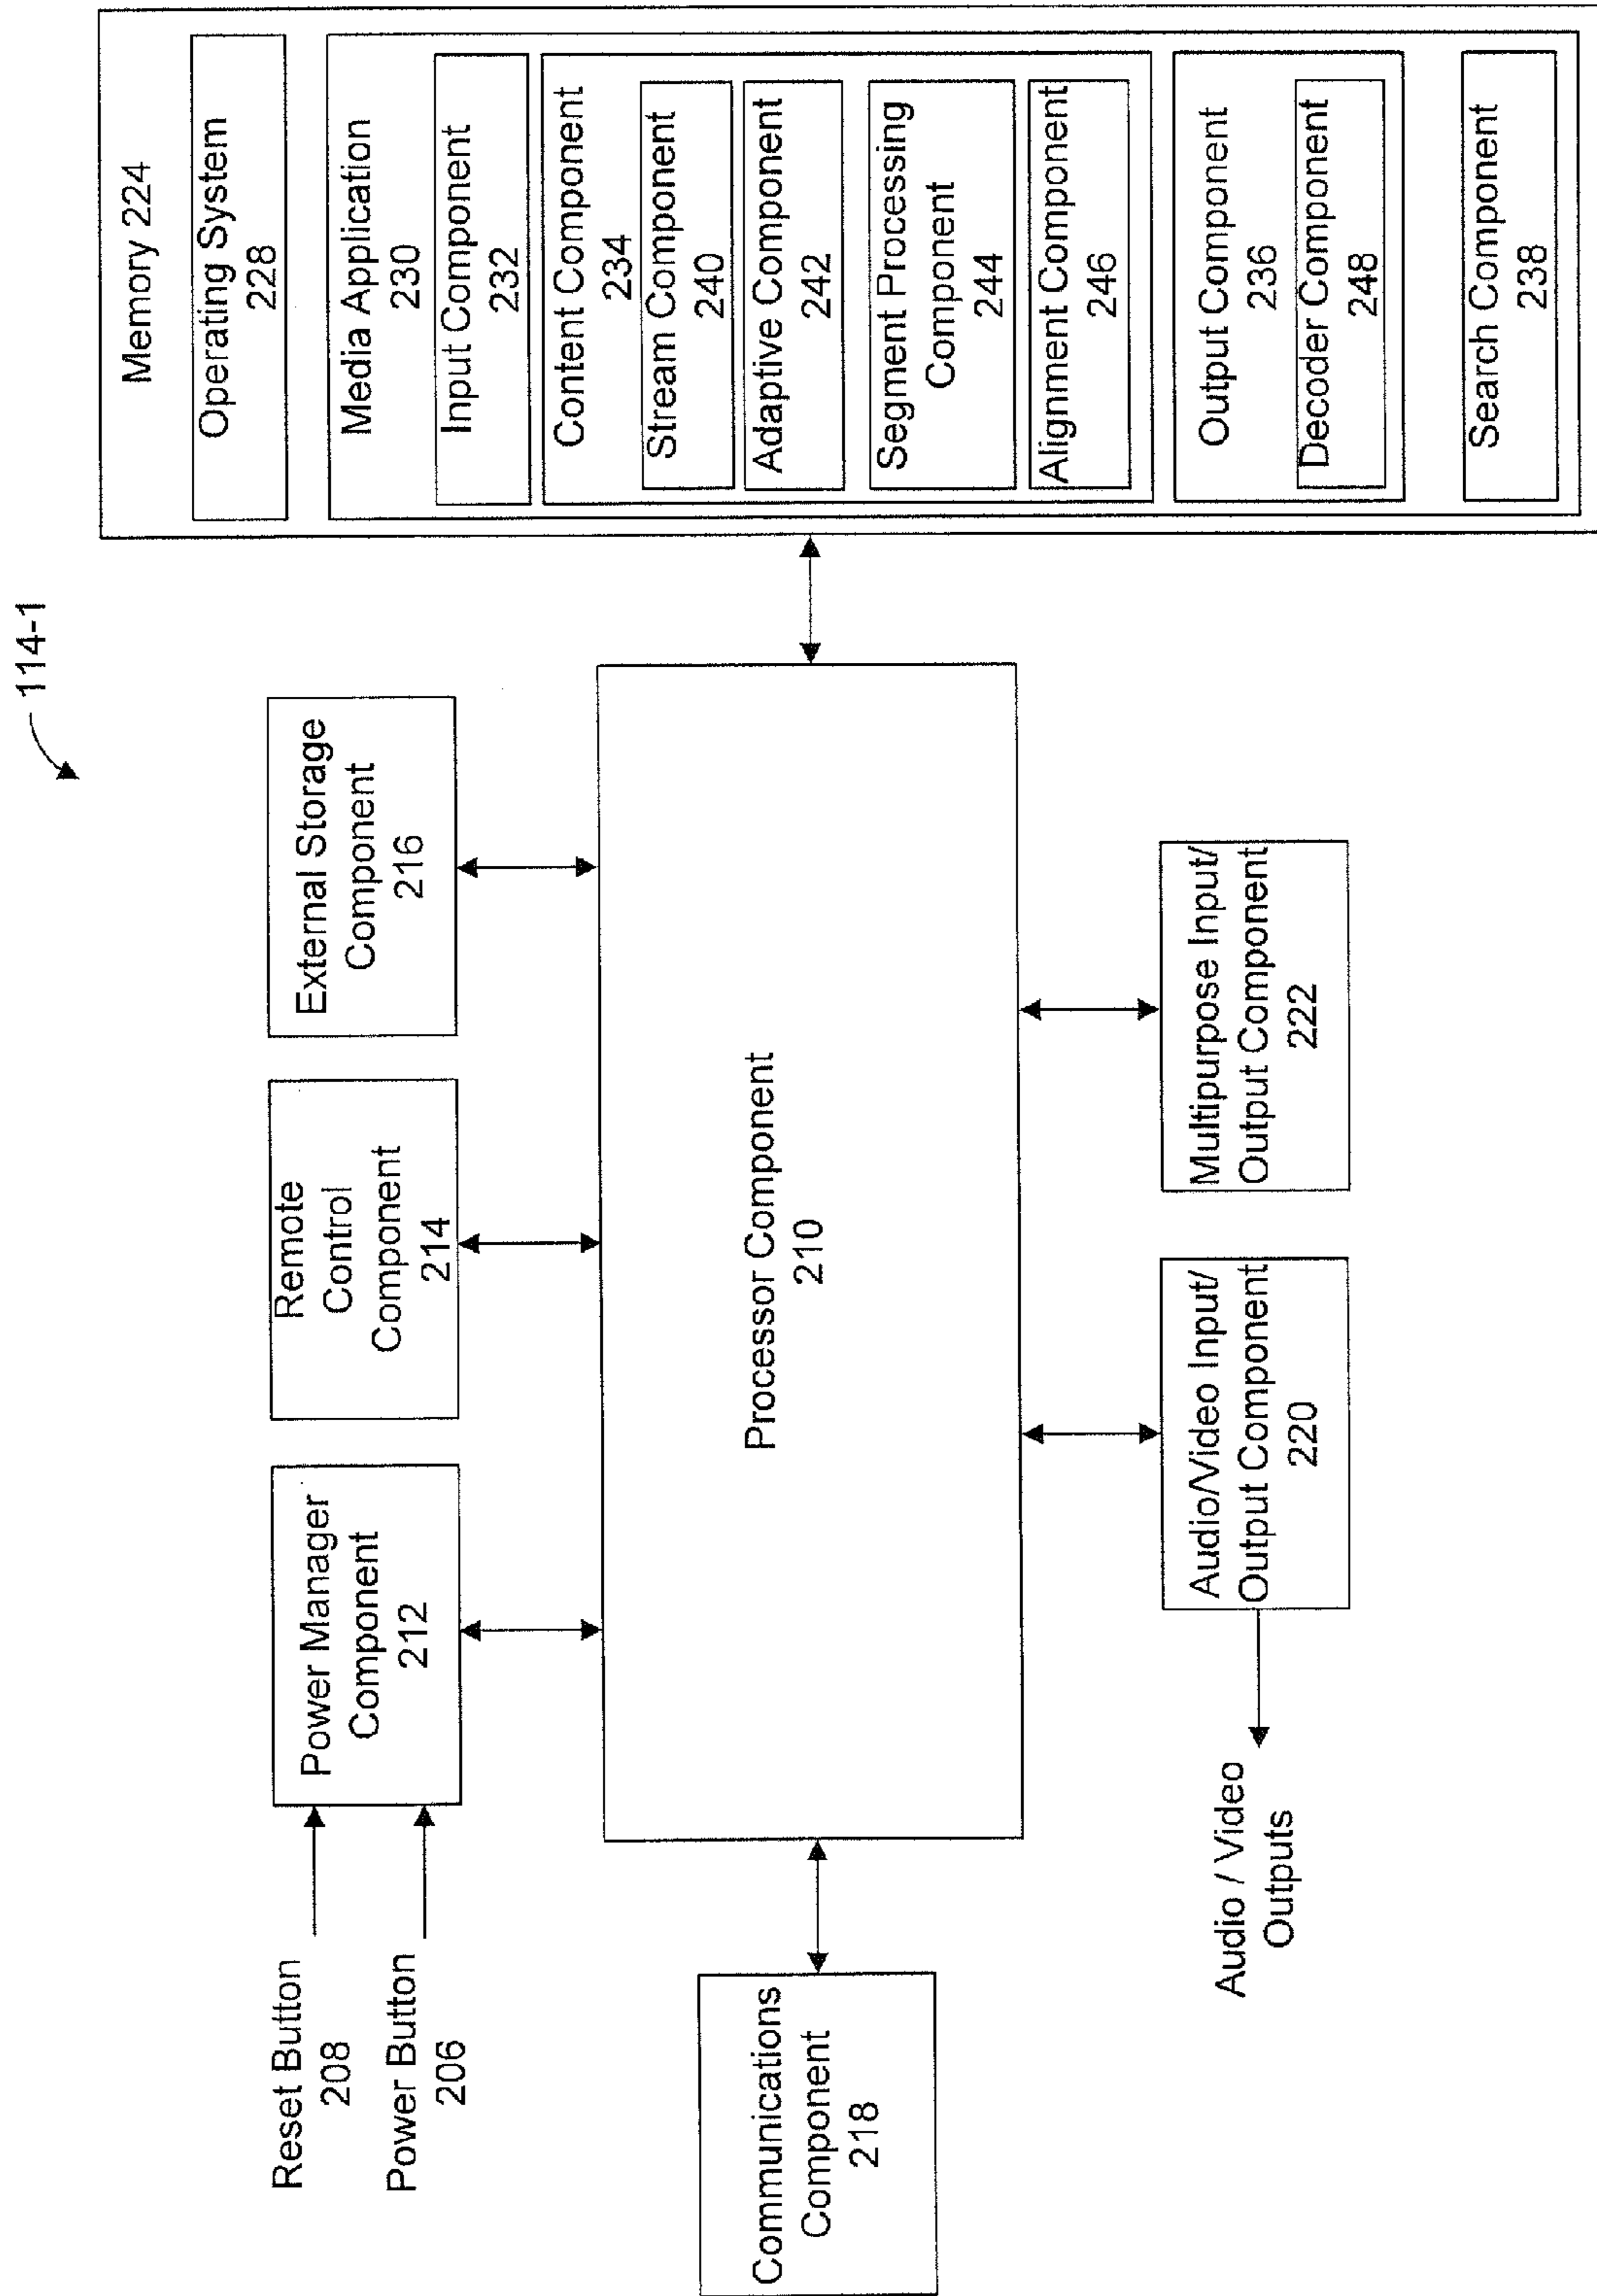 114-1
Reset Button
208
Power Button
206
Power Manager
Component
212
Remote
Control
Component
214
External Storage
Component
216
Communications
Component
218
Processor Component
210
Audio/Video Input/
Output Component
220
Multipurpose Input/
Output Component
222
Audio / Video
Outputs
Memory 224
Operating System
228
Media Application
230
Input Component
232
Content Component
234
Stream Component
240
Adaptive Component
242
Segment Processing
Component
244
Alignment Component
246
Output Component
236
Decoder Component
248
Search Component
238